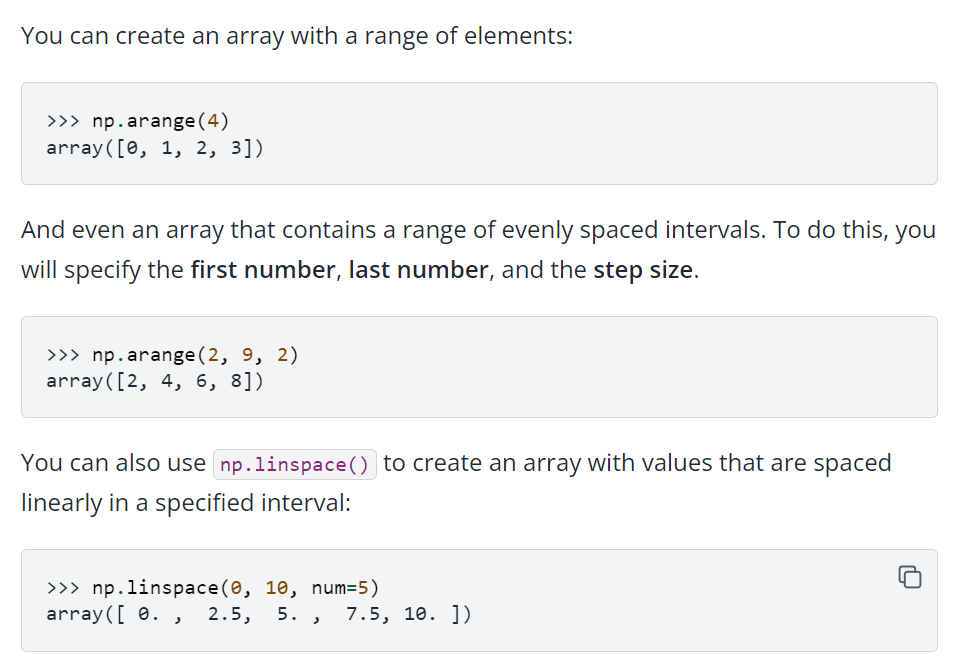 You can create an array with a range of elements:
>>> np.arange(4)
array([0, 1, 2, 3])
And even an array that contains a range of evenly spaced intervals. To do this, you
will specify the first number, last number, and the step size.
>>> np.arange(2, 9, 2)
array([2, 4, 6, 8])
You can also use np.linspace() to create an array with values that are spaced
linearly in a specified interval:
>>> np.linspace(0, 10, num=5)
array([ 0. ,  2.5,  5. ,  7.5, 10. ])